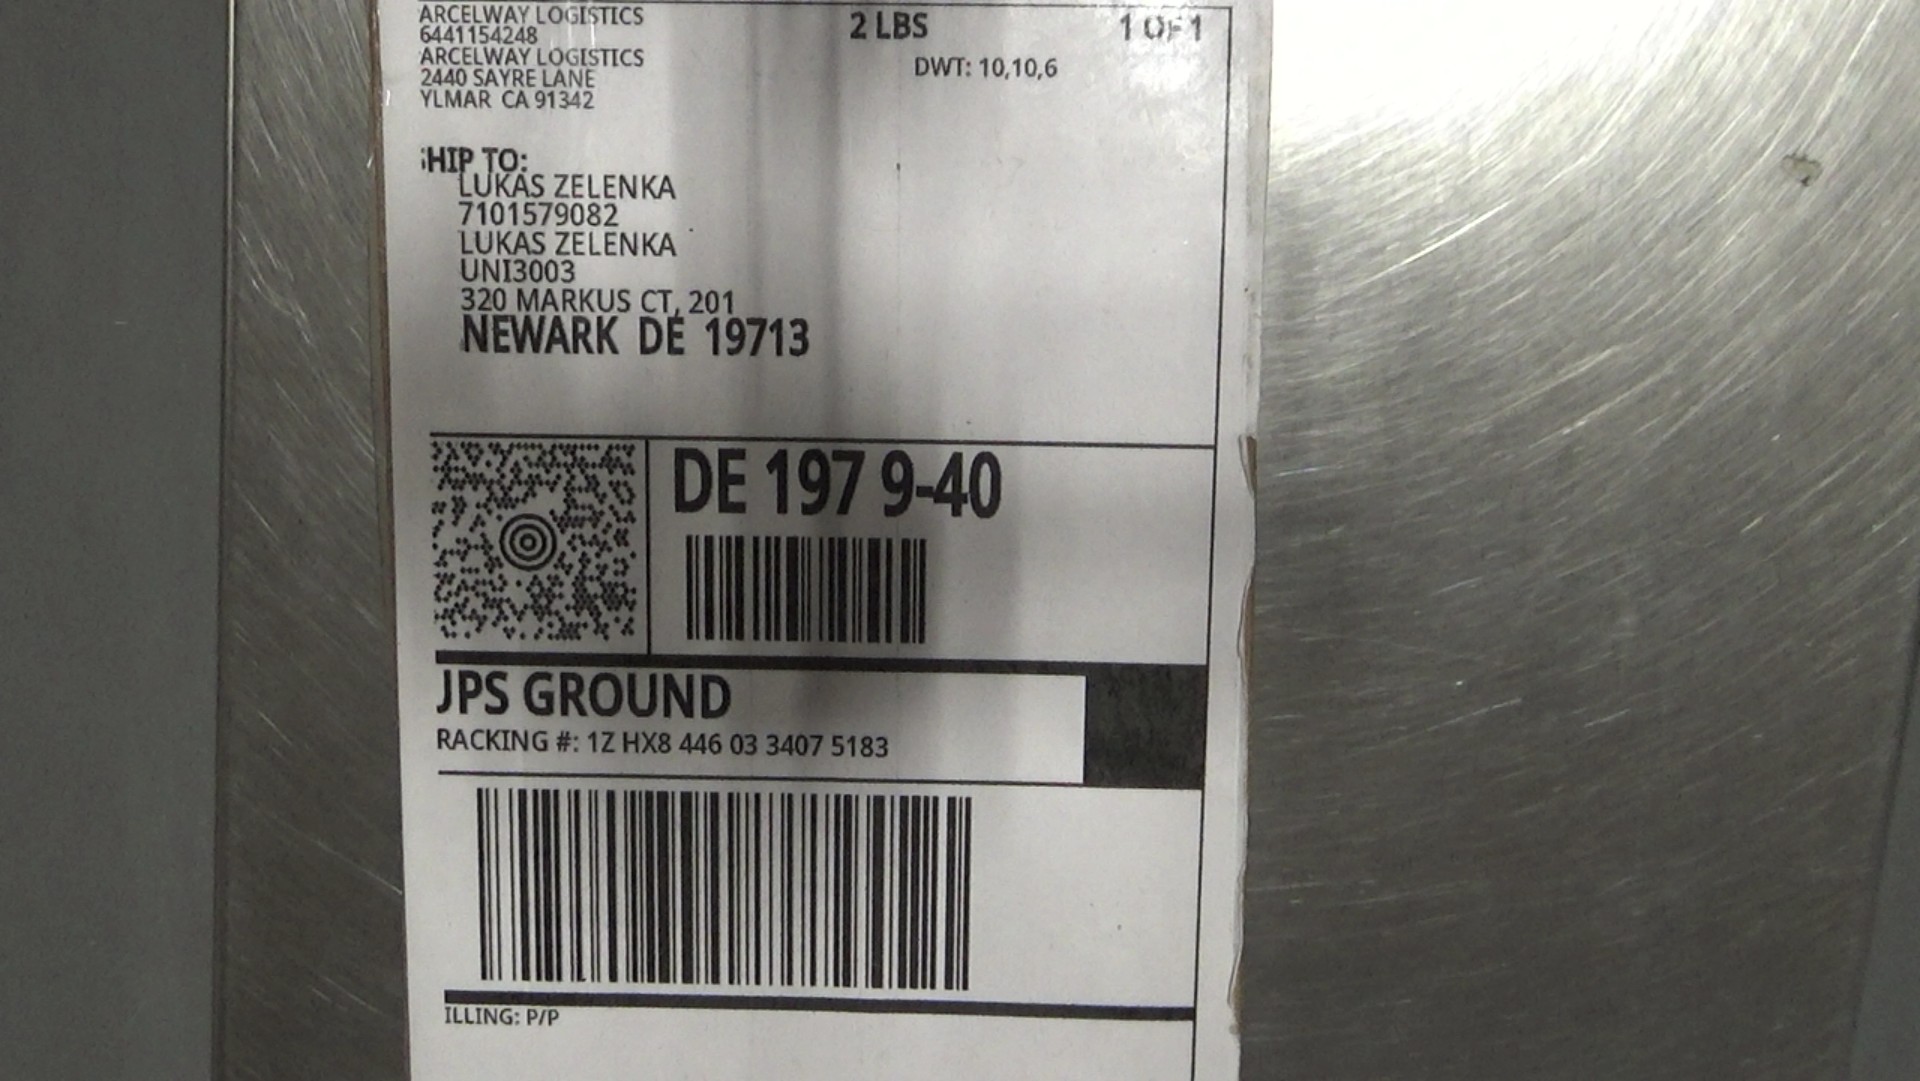 ARCELWAY LOGISTICS
6441154248
ARCELWAY LOGISTICS
2440 SAYRE LANE
YLMAR CA 91342
2 LBS
1 OF 1
DWT: 10,10,6
HIP TO:
LUKAS ZELENKA
7101579082
LUKAS ZELENKA
UNI3003
320 MARKUS CT, 201
NEWARK DE 19713
DE 197 9-40
JPS GROUND
RACKING #: 1Z HX8 446 03 3407 5183
ILLING: P/P